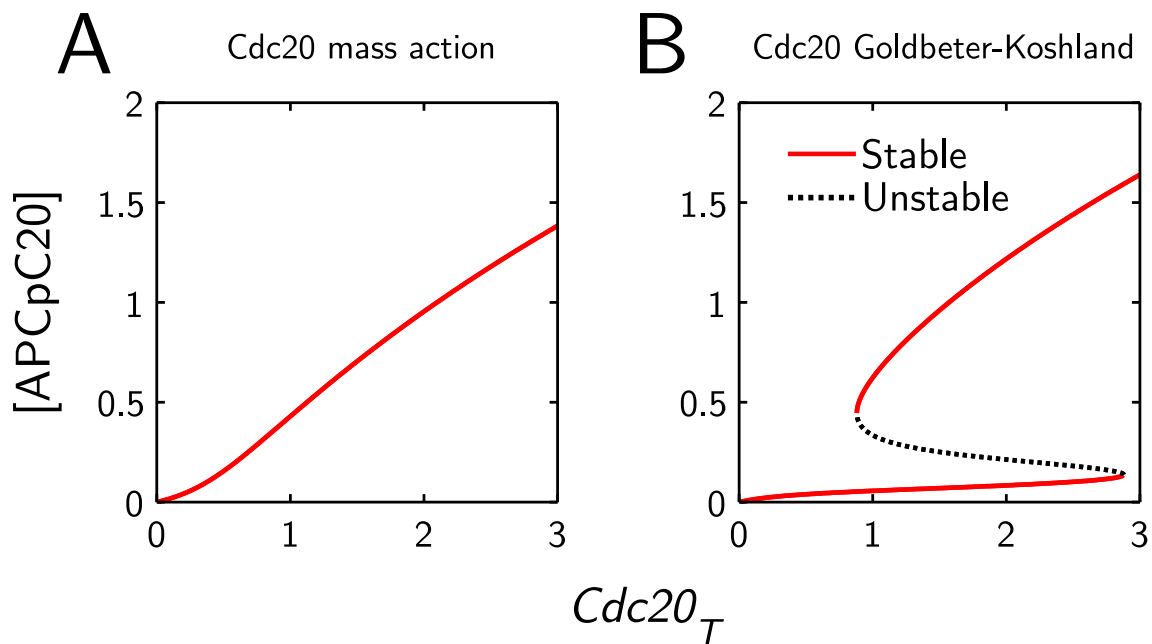 A
Cdc20 mass action
[APCpC20]
2
1.5
1
0.5
0
0 1 2 3
B
Cdc20 Goldbeter-Koshland
Stable
Unstable
2
1.5
1
0.5
0
0 1 2 3
Cdc20T